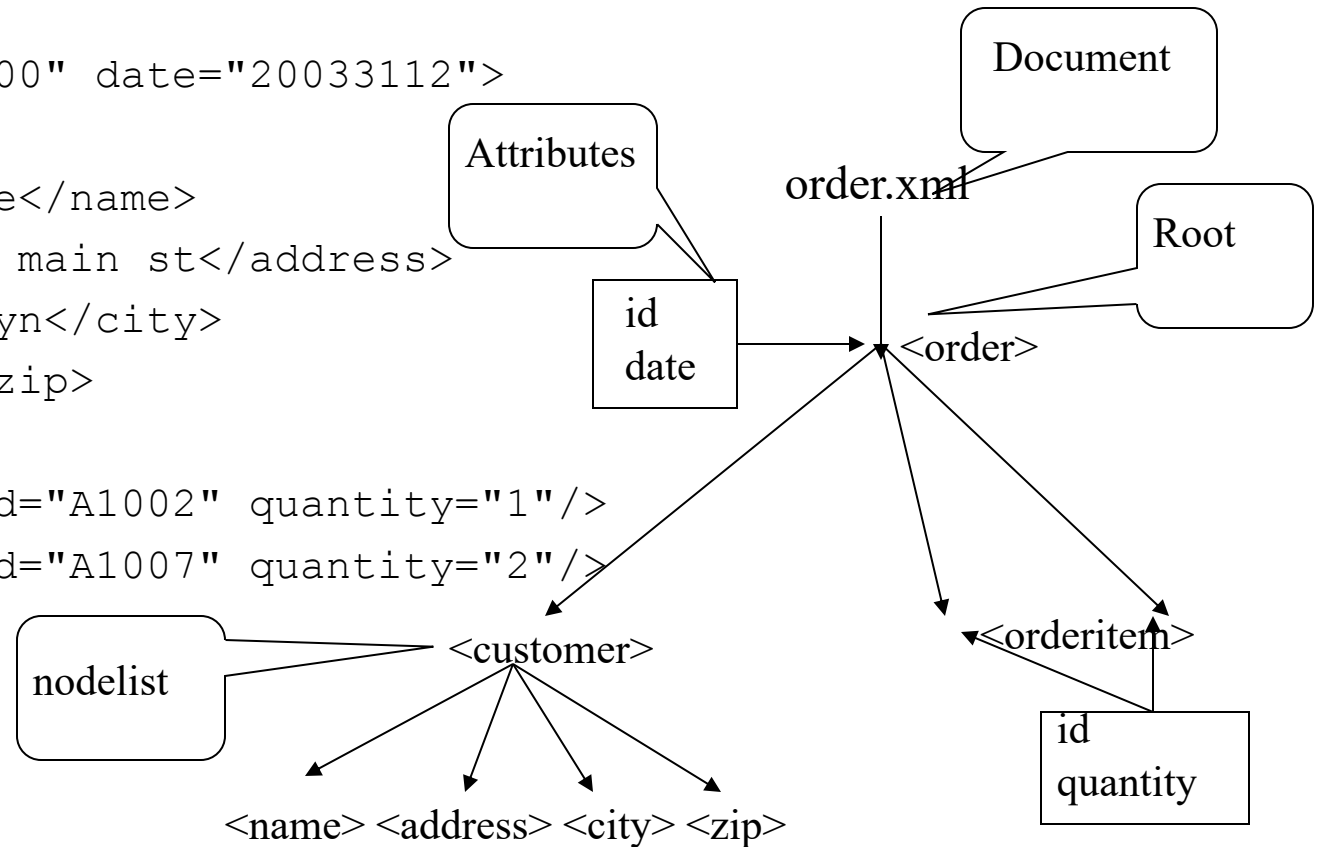 00" date="20033112">
e</name>
main st</address>
yn</city>
zip>
d="A1002" quantity="1"/>
d="A1007" quantity="2"/>
Document
Attributes
order.xml
Root
id
date
<order>
nodelist
<customer>
<orderitem>
id
quantity
<name> <address> <city> <zip>